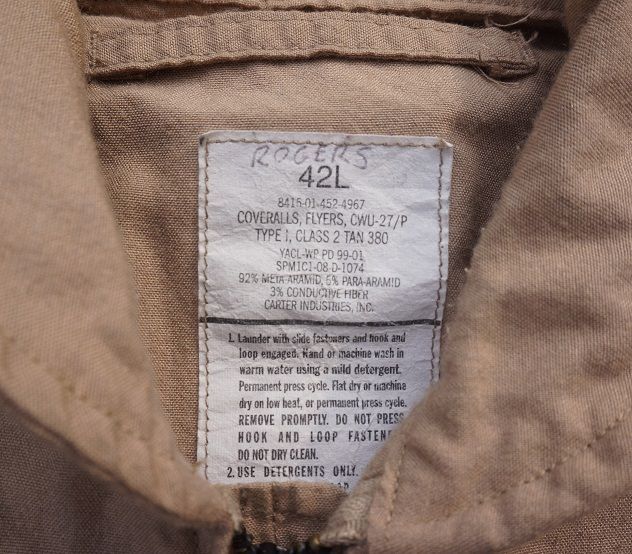 ROGERS
42L
8415-01-452-4967
COVERALLS, FLYERS, CWU-27/P
TYPE I, CLASS 2 TAN 380
YACL-WP PD 99-01
SPM1C1-08-D-1074
92% META-ARAMID, 5% PARA-ARAMID
3% CONDUCTIVE FIBER
CARTER INDUSTRIES, INC.
1. Launder with slide fasteners and hook and
loop engaged. Hand or machine wash in
warm water using a mild detergent.
Permanent press cycle. Flat dry or machine
dry on low heat, or permanent press cycle.
REMOVE PROMPTLY. DO NOT PRESS
HOOK AND LOOP FASTENE
DO NOT DRY CLEAN.
2. USE DETERGENTS ONLY.